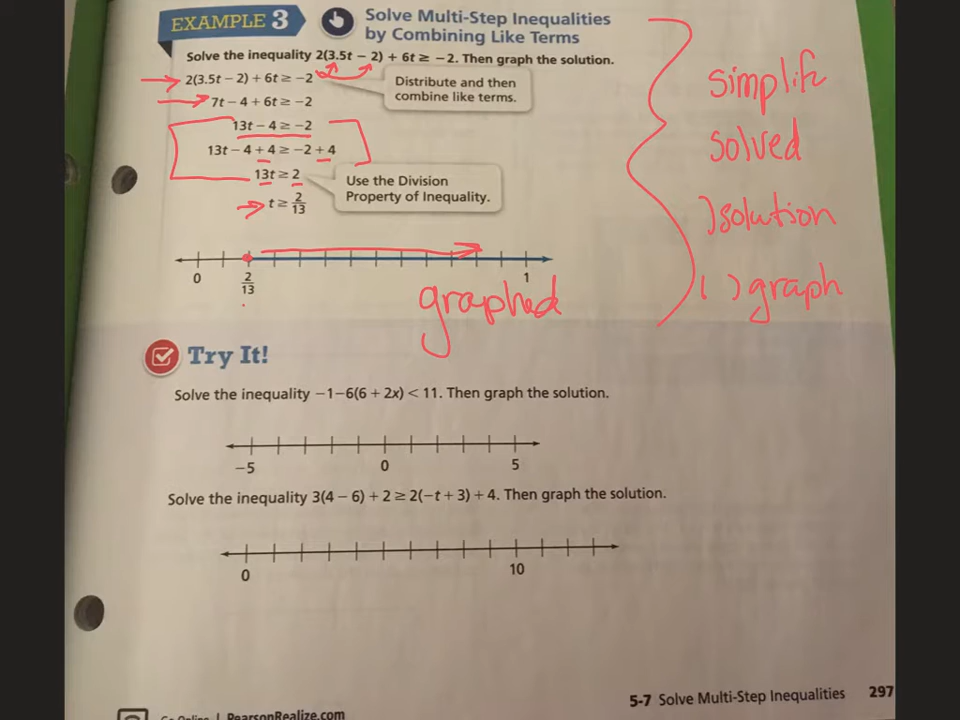 EXAMPLE 3
Solve Multi-Step Inequalities
by Combining Like Terms
Solve the inequality 2(3.5t − 2) + 6t ≥ −2. Then graph the solution.
2(3.5t − 2) + 6t ≥ −2
Distribute and then
combine like terms.
7t − 4 + 6t ≥ −2
13t − 4 ≥ −2
13t − 4 + 4 ≥ −2 + 4
13t ≥ 2
Use the Division
Property of Inequality.
t ≥ 2/13
0 2/13 1
graphed
simplify
solved
)solution
( )graph
Try It!
Solve the inequality −1−6(6 + 2x) < 11. Then graph the solution.
−5 0 5
Solve the inequality 3(4 − 6) + 2 ≥ 2(−t + 3) + 4. Then graph the solution.
0 10
5-7 Solve Multi-Step Inequalities 297
Go Online | PearsonRealize.com